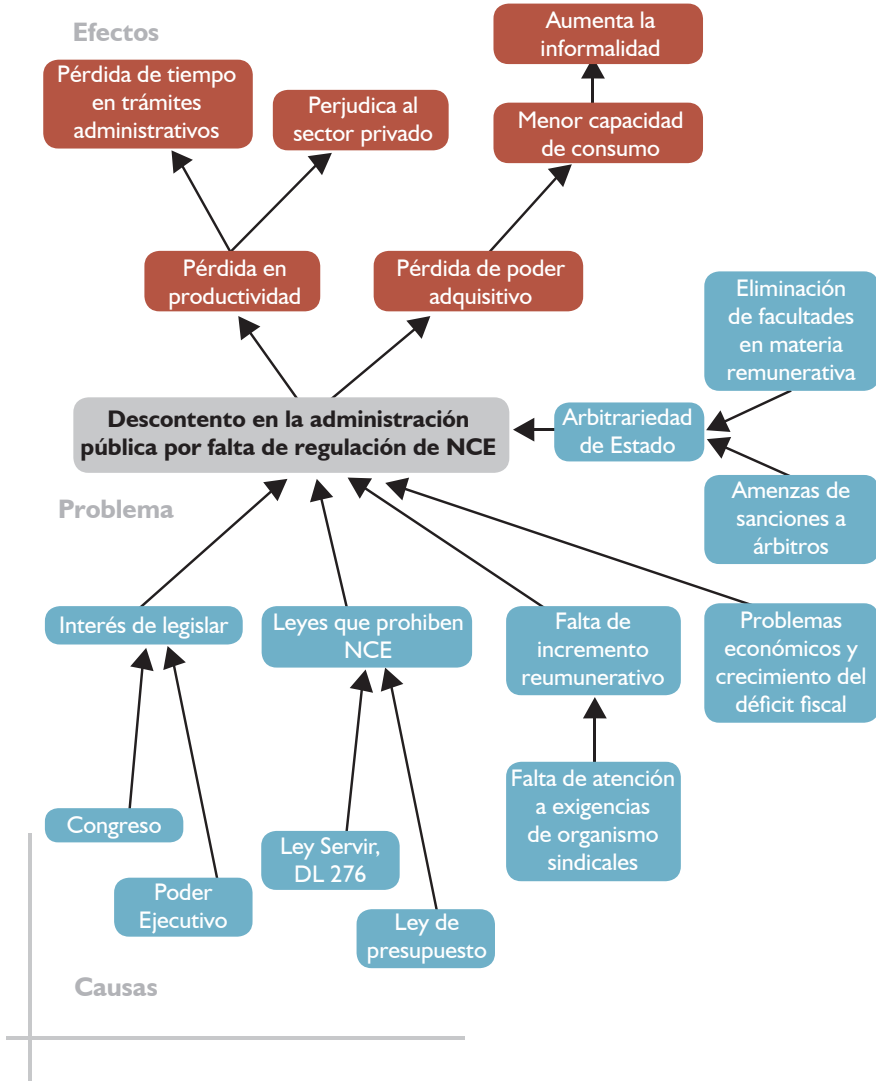 Efectos
Aumenta la
informalidad
Pérdida de tiempo
en trámites
administrativos
Perjudica al
sector privado
Menor capacidad
de consumo
Pérdida en
productividad
Pérdida de poder
adquisitivo
Eliminación
de facultades
en materia
remunerativa
Descontento en la administración
pública por falta de regulación de NCE
Arbitrariedad
de Estado
Problema
Amenzas de
sanciones a
árbitros
Interés de legislar
Leyes que prohiben
NCE
Falta de
incremento
reumunerativo
Problemas
económicos y
crecimiento del
déficit fiscal
Congreso
Poder
Ejecutivo
Ley Servir,
DL 276
Ley de
presupuesto
Falta de atención
a exigencias
de organismo
sindicales
Causas